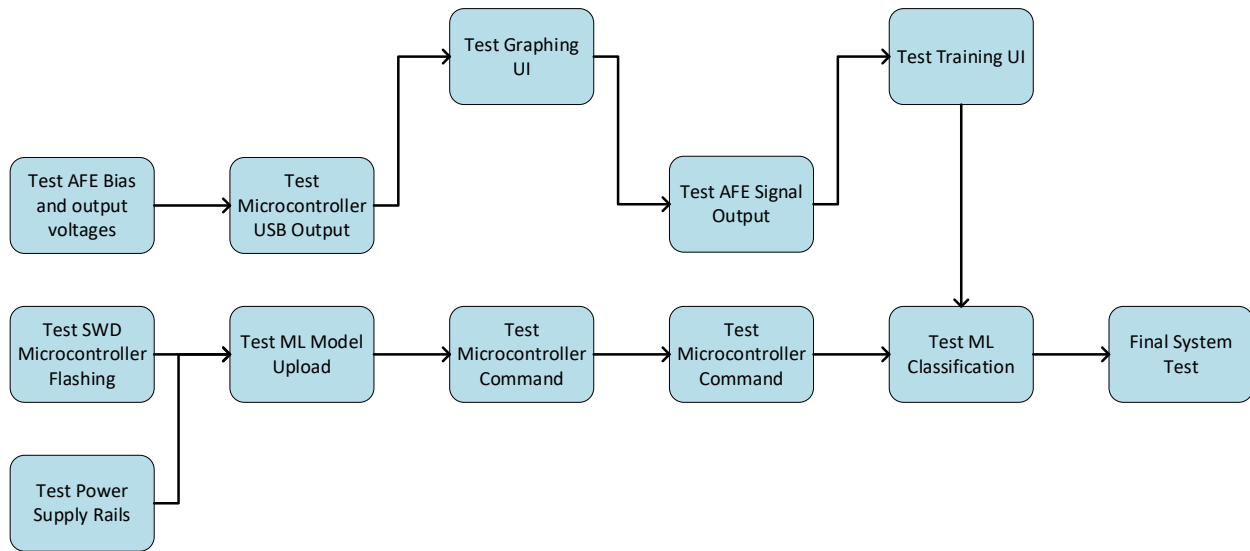 Test Graphing
UI
Test Training UI
Test AFE Bias
and output
voltages
Test
Microcontroller
USB Output
Test AFE Signal
Output
Test SWD
Microcontroller
Flashing
Test ML Model
Upload
Test
Microcontroller
Command
Test
Microcontroller
Command
Test ML
Classification
Final System
Test
Test Power
Supply Rails